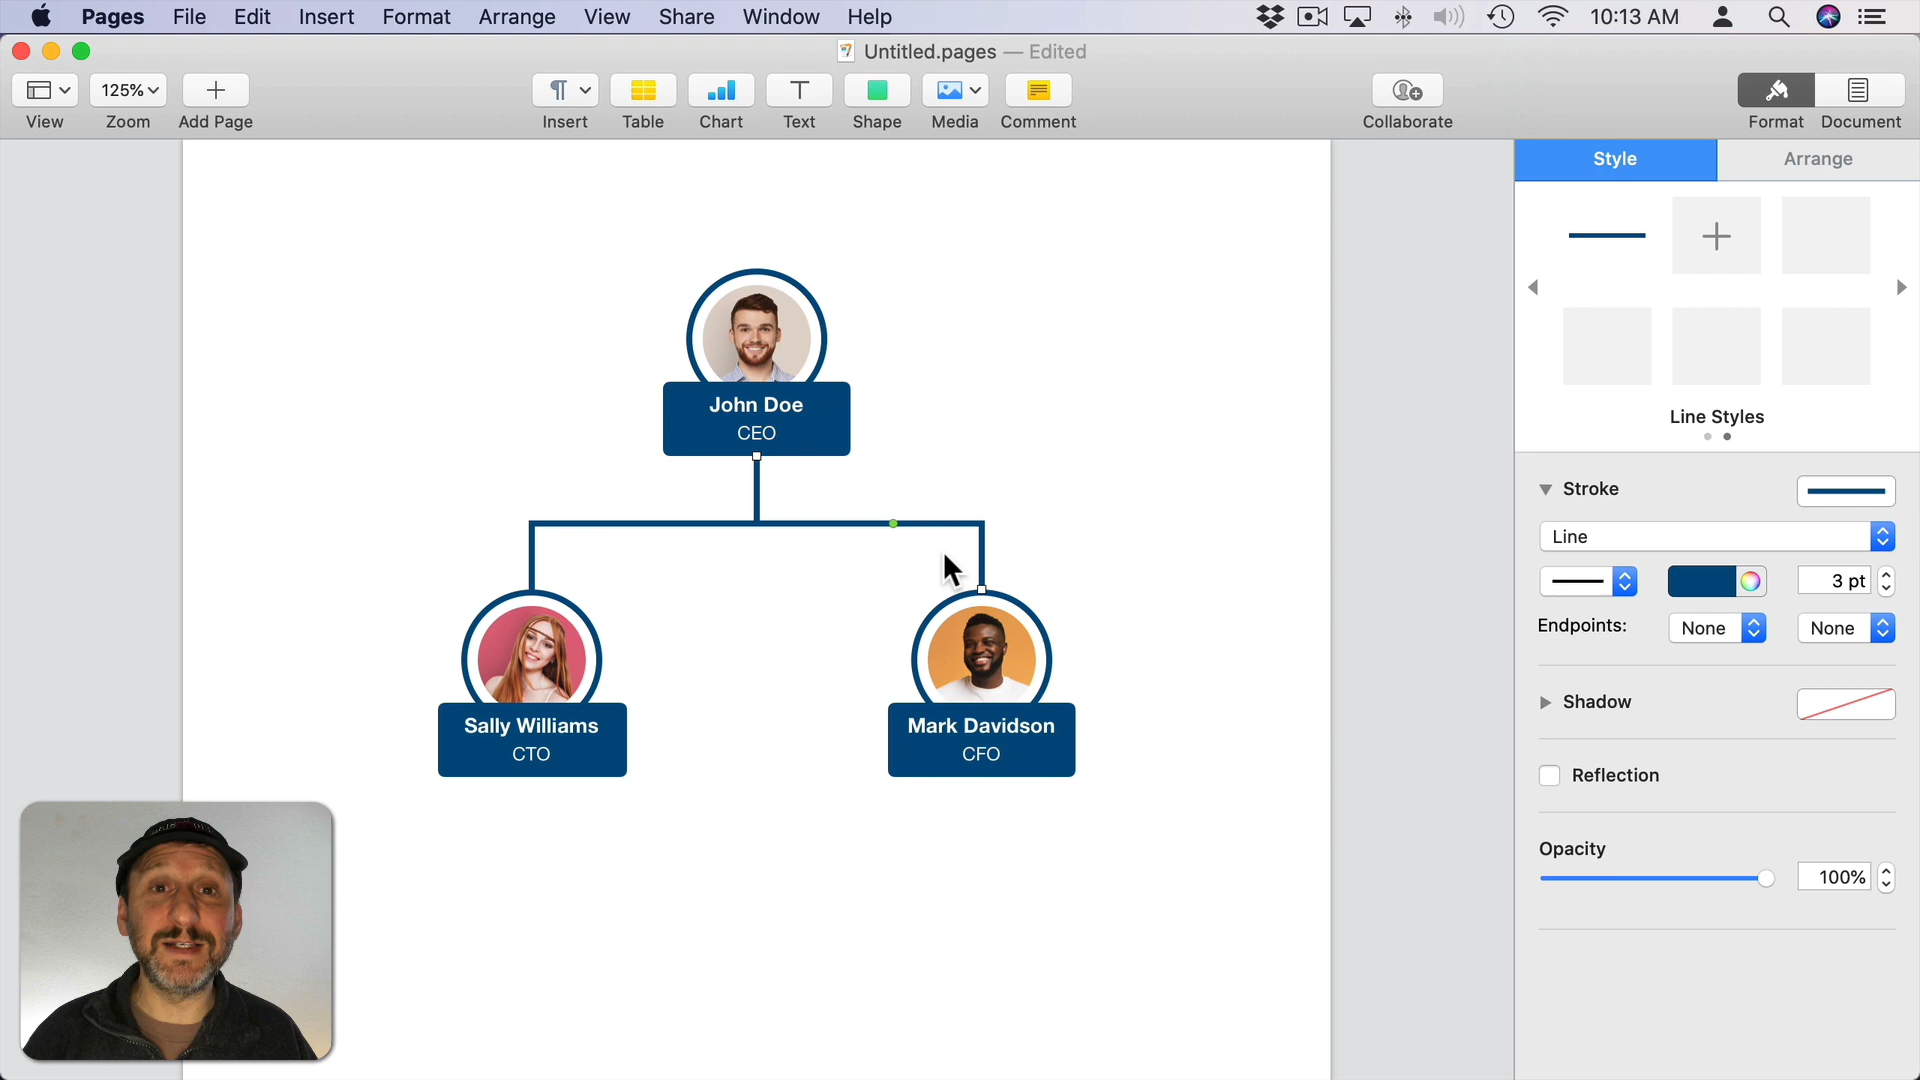 Pages File Edit Insert Format Arrange View Share Window Help 10:13 AM
Untitled.pages — Edited
125%
View Zoom Add Page Insert Table Chart Text Shape Media Comment Collaborate Format Document
Style Arrange
Line Styles
Stroke
Line
3 pt
Endpoints: None None
Shadow
Reflection
Opacity
100%
John Doe
CEO
Sally Williams
CTO
Mark Davidson
CFO